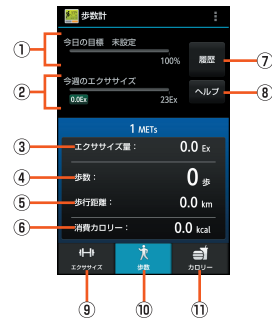 歩数計
① 今日の目標 未設定
100%
履歴 ⑦
② 今週のエクササイズ
ヘルプ ⑧
0.0Ex 23Ex
1 METs
③ エクササイズ量： 0.0 Ex
④ 歩数： 0 歩
⑤ 歩行距離： 0.0 km
⑥ 消費カロリー： 0.0 kcal
エクササイズ 歩数 カロリー
⑨ ⑩ ⑪